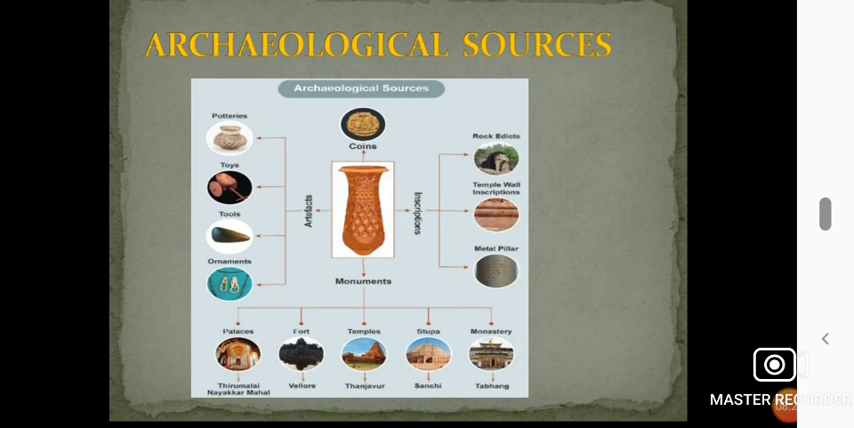 ARCHAEOLOGICAL SOURCES
Archaeological Sources
Potteries
Coins
Rock Edicts
Toys
Temple Wall
Inscriptions
Tools
Artefacts
Inscriptions
Ornaments
Metal Pillar
Monuments
Palaces
Fort
Temples
Stupa
Monastery
Thirumalai
Nayakkar Mahal
Vellore
Thanjavur
Sanchi
Tabhang
MASTER RECORDER